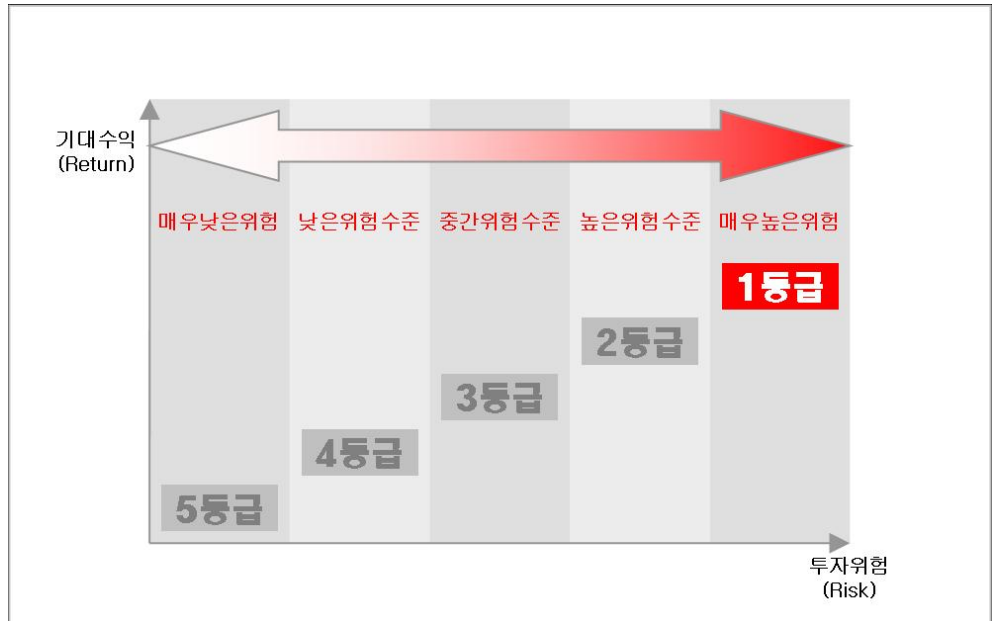 기대수익
(Return)
매우낮은위험 낮은위험수준 중간위험수준 높은위험수준 매우높은위험
1등급
2등급
3등급
4등급
5등급
투자위험
(Risk)